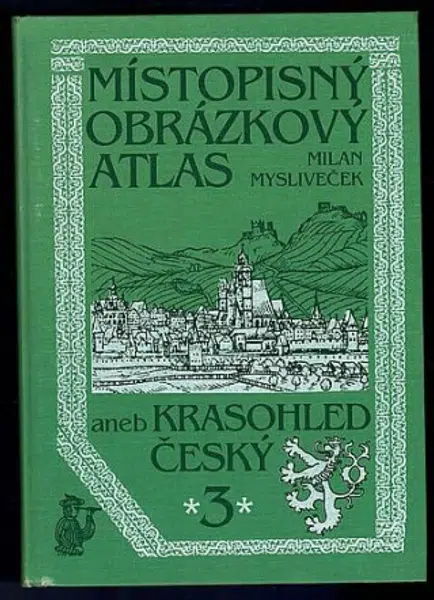 MÍSTOPISNÝ
OBRÁZKOVÝ
ATLAS
MILAN
MYSLIVEČEK
aneb KRASOHLED
ČESKÝ
*3*